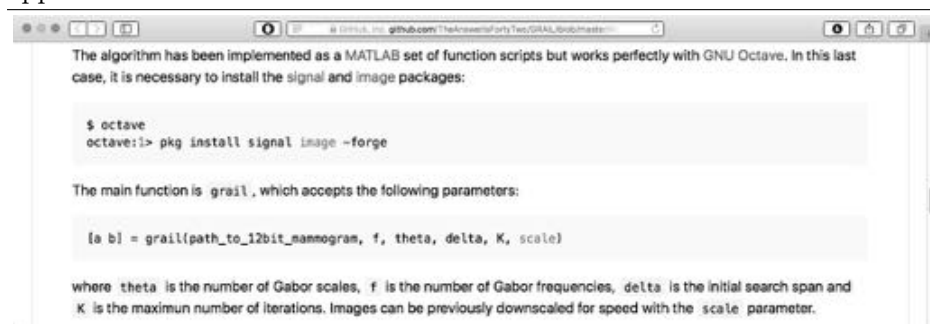 github.com/TheAnswerIsFortyTwo/GRAIL/blob/master
The algorithm has been implemented as a MATLAB set of function scripts but works perfectly with GNU Octave. In this last
case, it is necessary to install the signal and image packages:
$ octave
octave:1> pkg install signal image -forge
The main function is grail, which accepts the following parameters:
[a b] = grail(path_to_12bit_mammogram, f, theta, delta, K, scale)
where theta is the number of Gabor scales, f is the number of Gabor frequencies, delta is the initial search span and
K is the maximun number of iterations. Images can be previously downscaled for speed with the scale parameter.